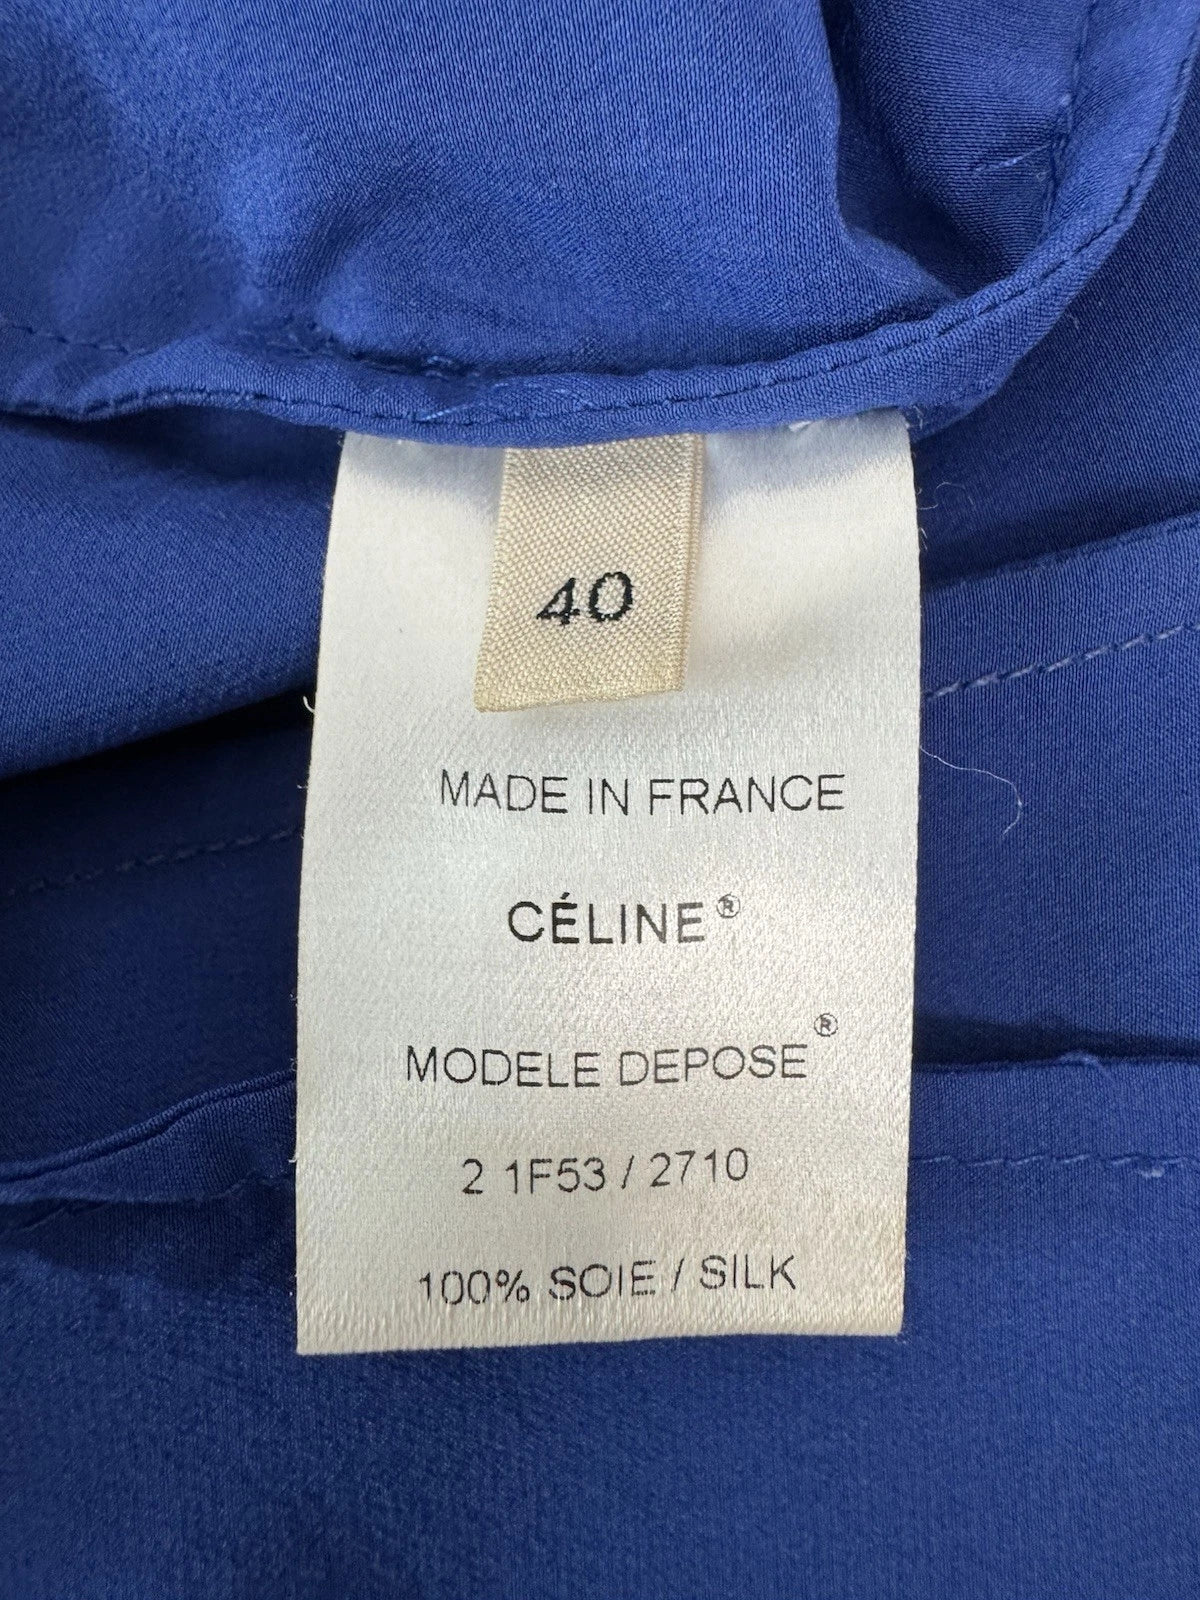 40
MADE IN FRANCE
CÉLINE®
MODELE DEPOSE®
2 1F53 / 2710
100% SOIE / SILK